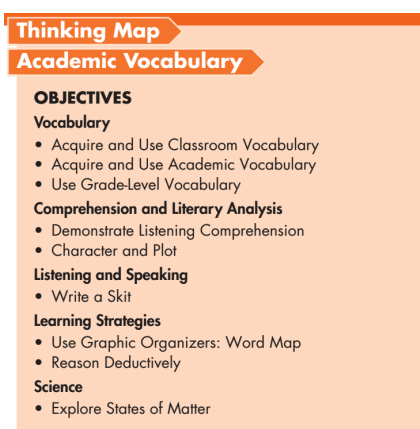 Thinking Map
Academic Vocabulary
OBJECTIVES
Vocabulary
• Acquire and Use Classroom Vocabulary
• Acquire and Use Academic Vocabulary
• Use Grade-Level Vocabulary
Comprehension and Literary Analysis
• Demonstrate Listening Comprehension
• Character and Plot
Listening and Speaking
• Write a Skit
Learning Strategies
• Use Graphic Organizers: Word Map
• Reason Deductively
Science
• Explore States of Matter